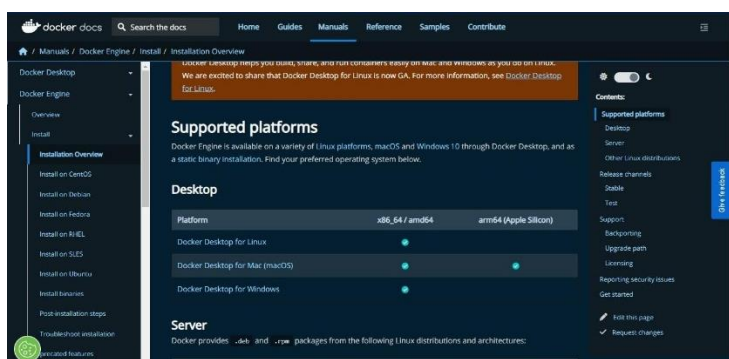 docker docs
Search the docs
Home Guides Manuals Reference Samples Contribute
/ Manuals / Docker Engine / Install / Installation Overview
Docker Desktop
Docker Engine
Overview
Install
Installation Overview
Install on CentOS
Install on Debian
Install on Fedora
Install on RHEL
Install on SLES
Install on Ubuntu
Install binaries
Post-installation steps
Troubleshoot installation
precated features
Docker Desktop helps you build, share, and run containers easily on Mac and Windows as you do on Linux.
We are excited to share that Docker Desktop for Linux is now GA. For more information, see Docker Desktop
for Linux.
Supported platforms
Docker Engine is available on a variety of Linux platforms, macOS and Windows 10 through Docker Desktop, and as
a static binary installation. Find your preferred operating system below.
Desktop
Platform x86_64 / amd64 arm64 (Apple Silicon)
Docker Desktop for Linux
Docker Desktop for Mac (macOS)
Docker Desktop for Windows
Server
Docker provides .deb and .rpm packages from the following Linux distributions and architectures:
Contents:
Supported platforms
Desktop
Server
Other Linux distributions
Release channels
Stable
Test
Support
Backporting
Upgrade path
Licensing
Reporting security issues
Get started
Edit this page
Request changes
Give feedback